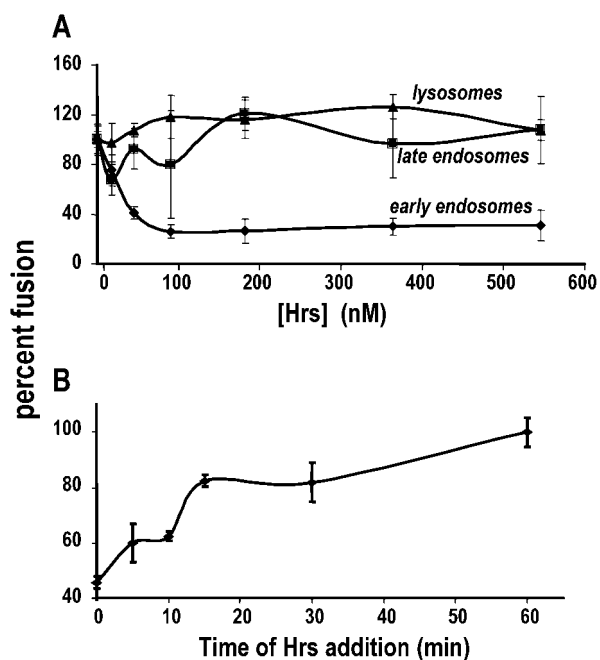 A
160
120
80
40
0
lysosomes
late endosomes
early endosomes
0 100 200 300 400 500 600
[Hrs] (nM)
percent fusion
B
100
80
60
40
0 10 20 30 40 50 60
Time of Hrs addition (min)